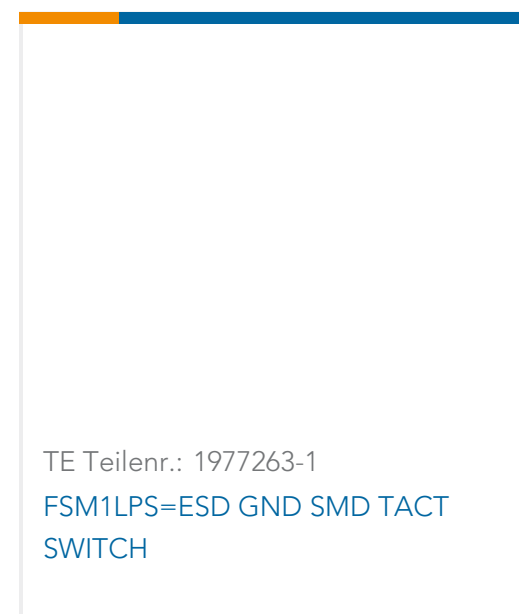 TE Teilenr.: 1977263-1
FSM1LPS=ESD GND SMD TACT
SWITCH